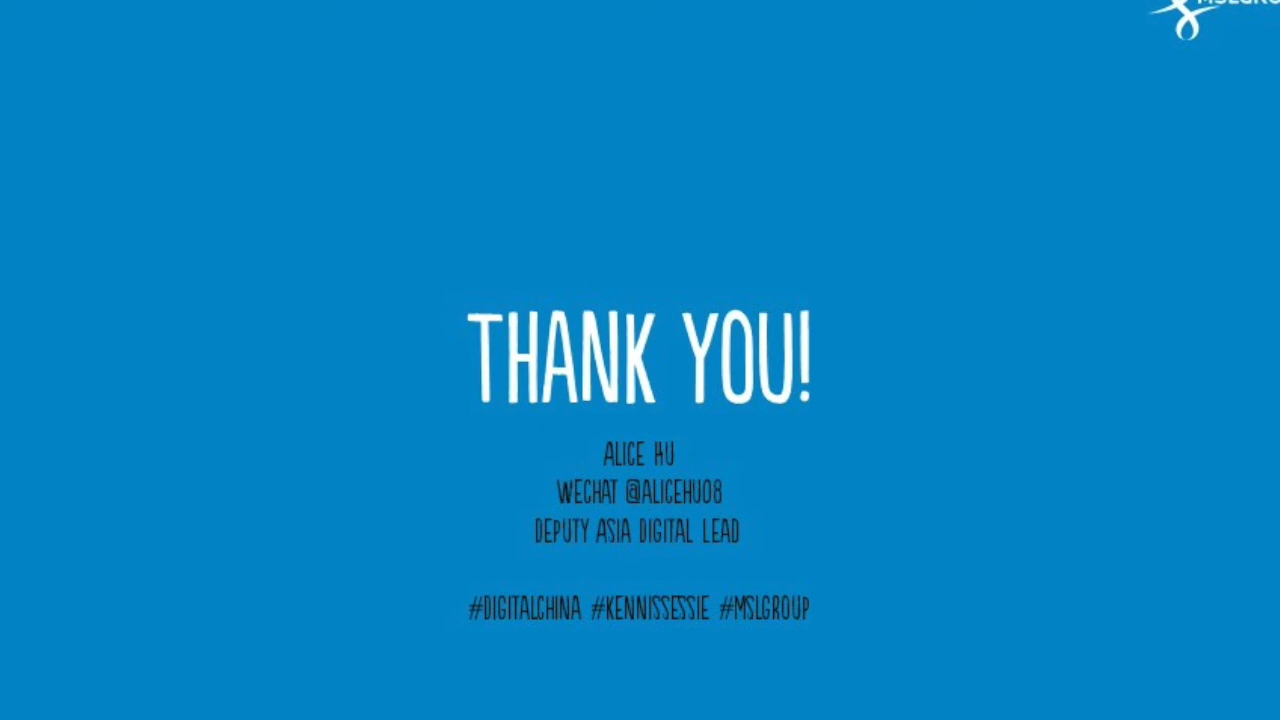 THANK YOU!
ALICE HU
WECHAT @ALICEHU08
DEPUTY ASIA DIGITAL LEAD
#DIGITALCHINA #KENNISSESSIE #MSLGROUP